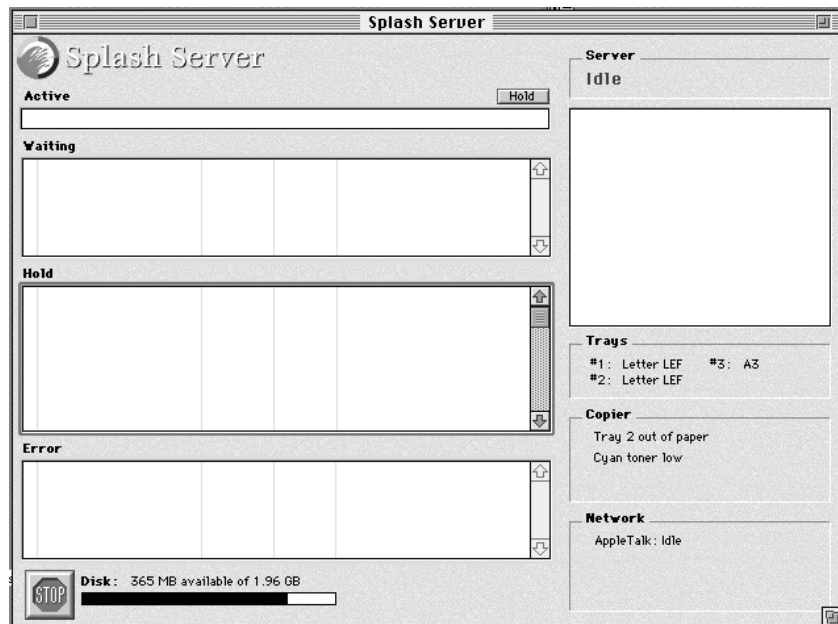 Splash Server
Splash Server
Active
Hold
Waiting
Hold
Error
STOP
Disk: 365 MB available of 1.96 GB
Server
Idle
Trays
#1: Letter LEF #3: A3
#2: Letter LEF
Copier
Tray 2 out of paper
Cyan toner low
Network
AppleTalk: Idle